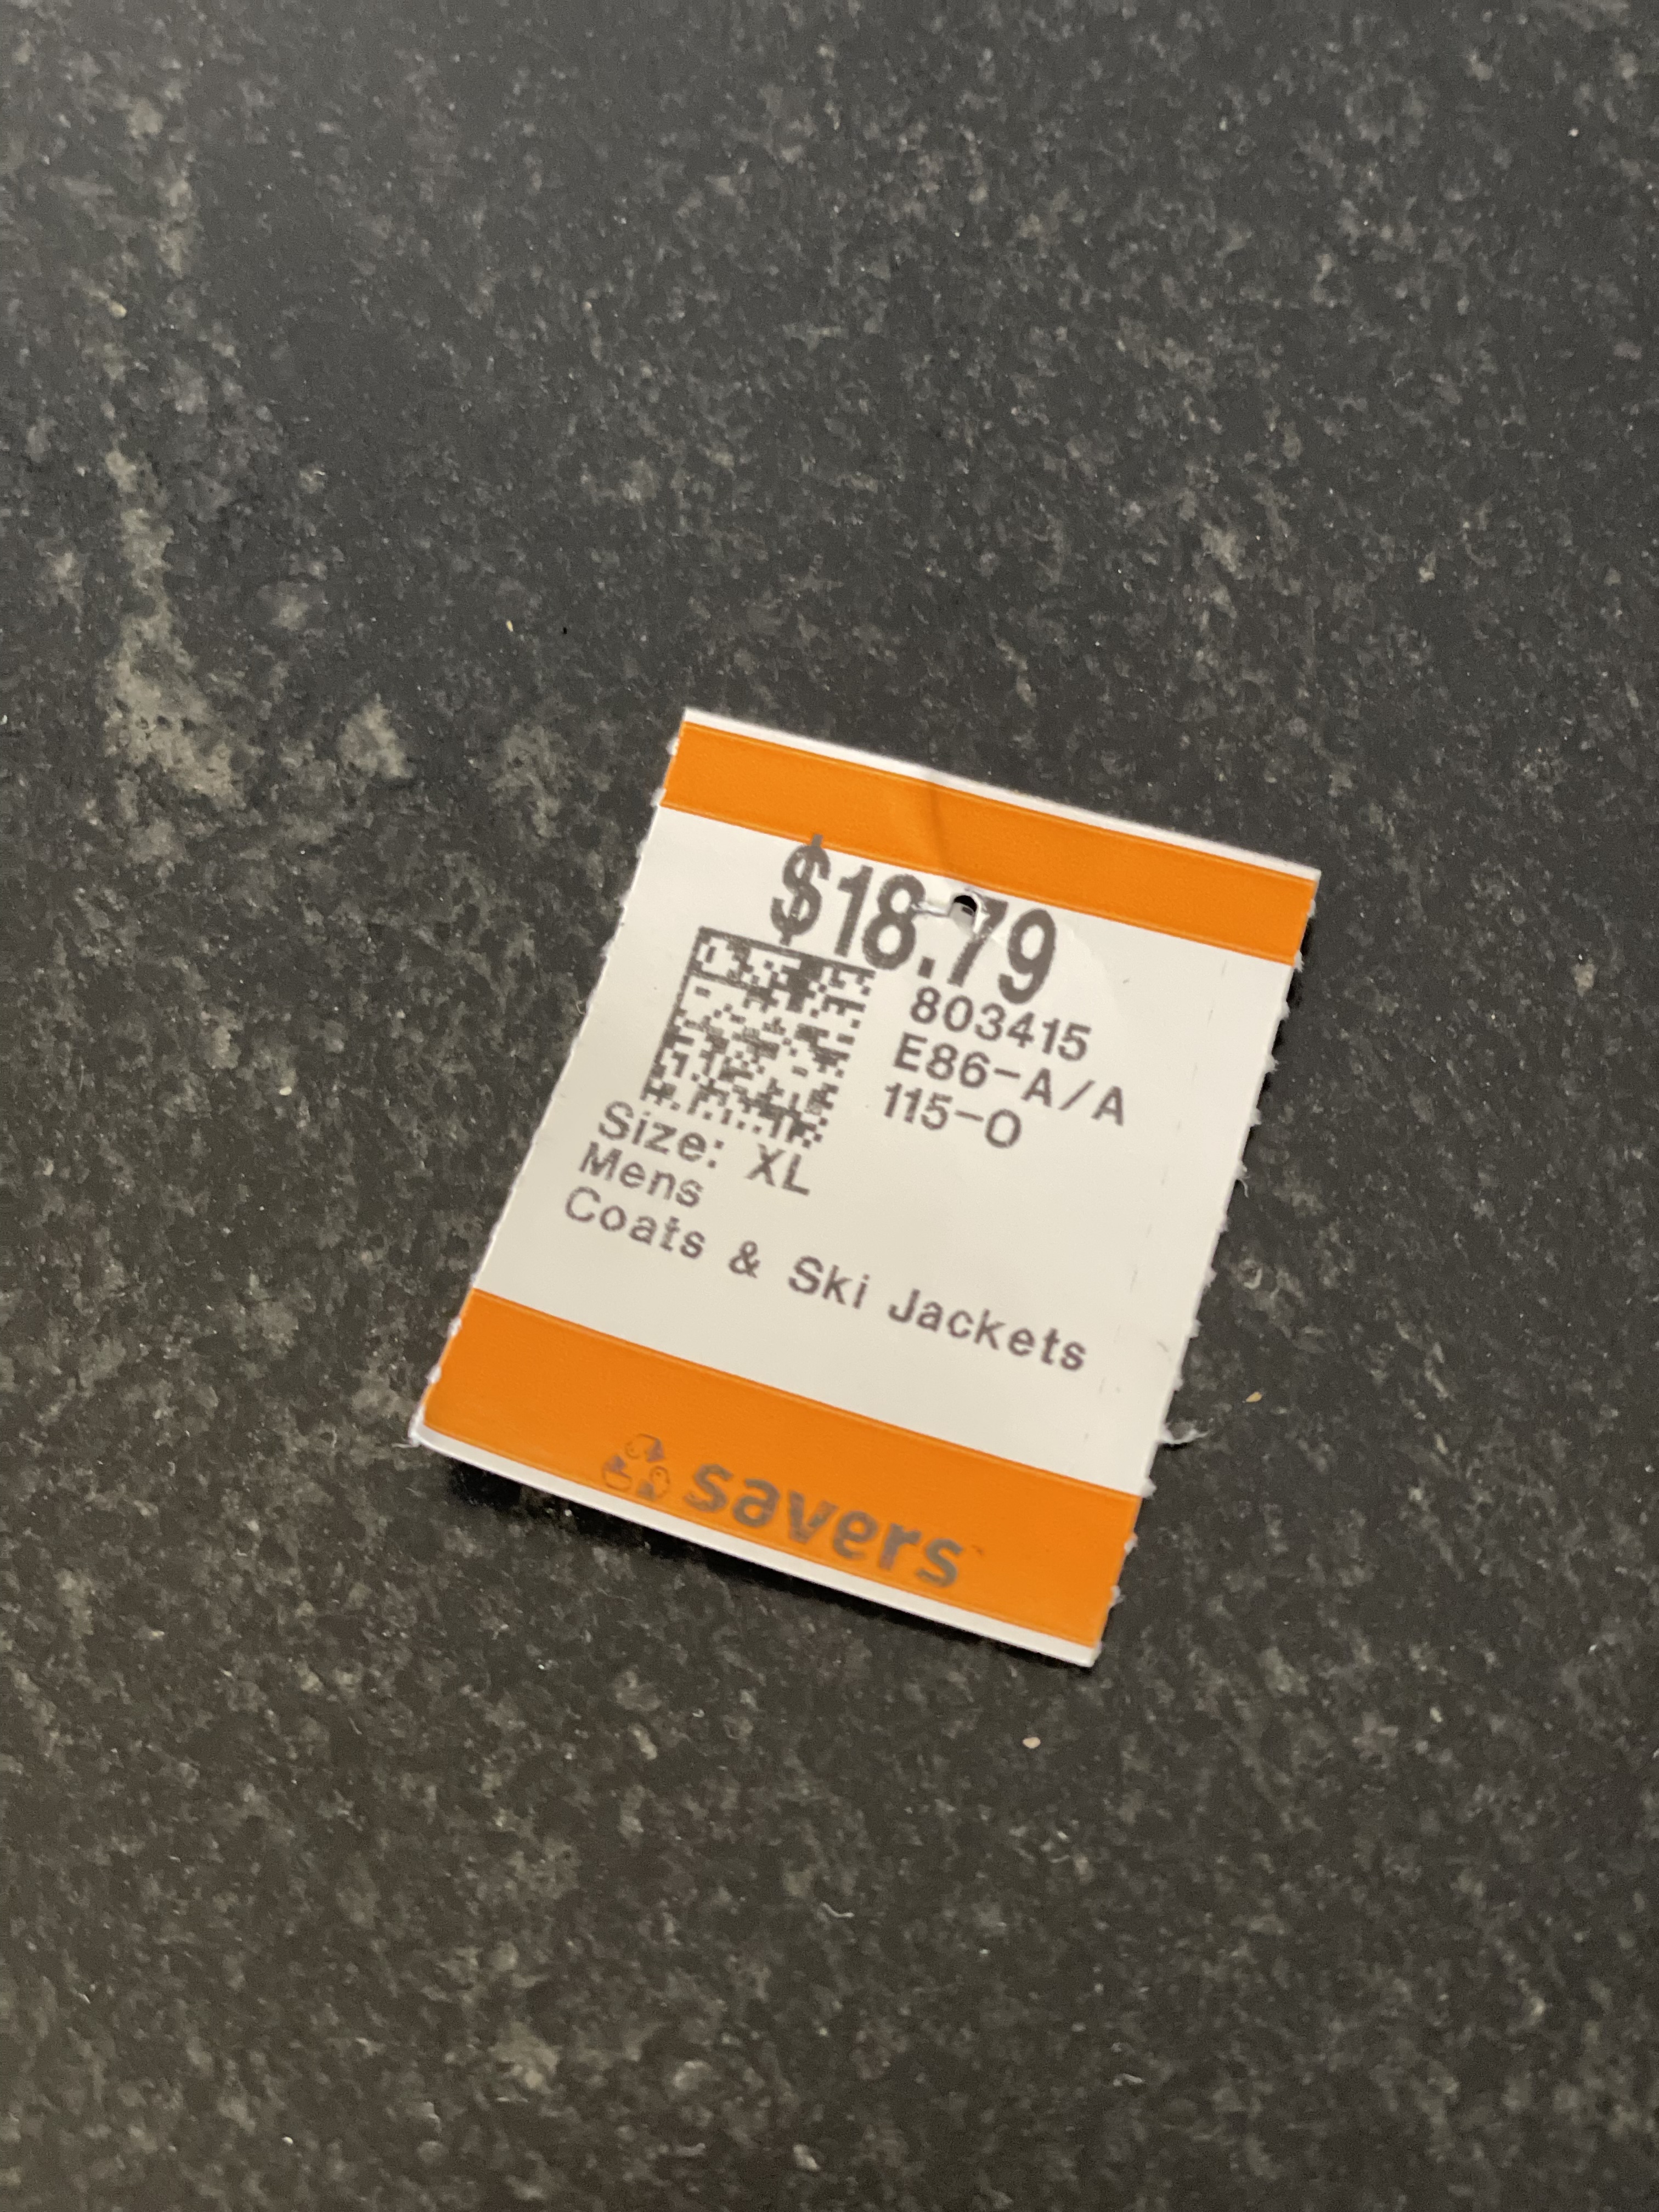 $18.79
803415
E86-A/A
115-O
Size: XL
Mens
Coats & Ski Jackets
savers